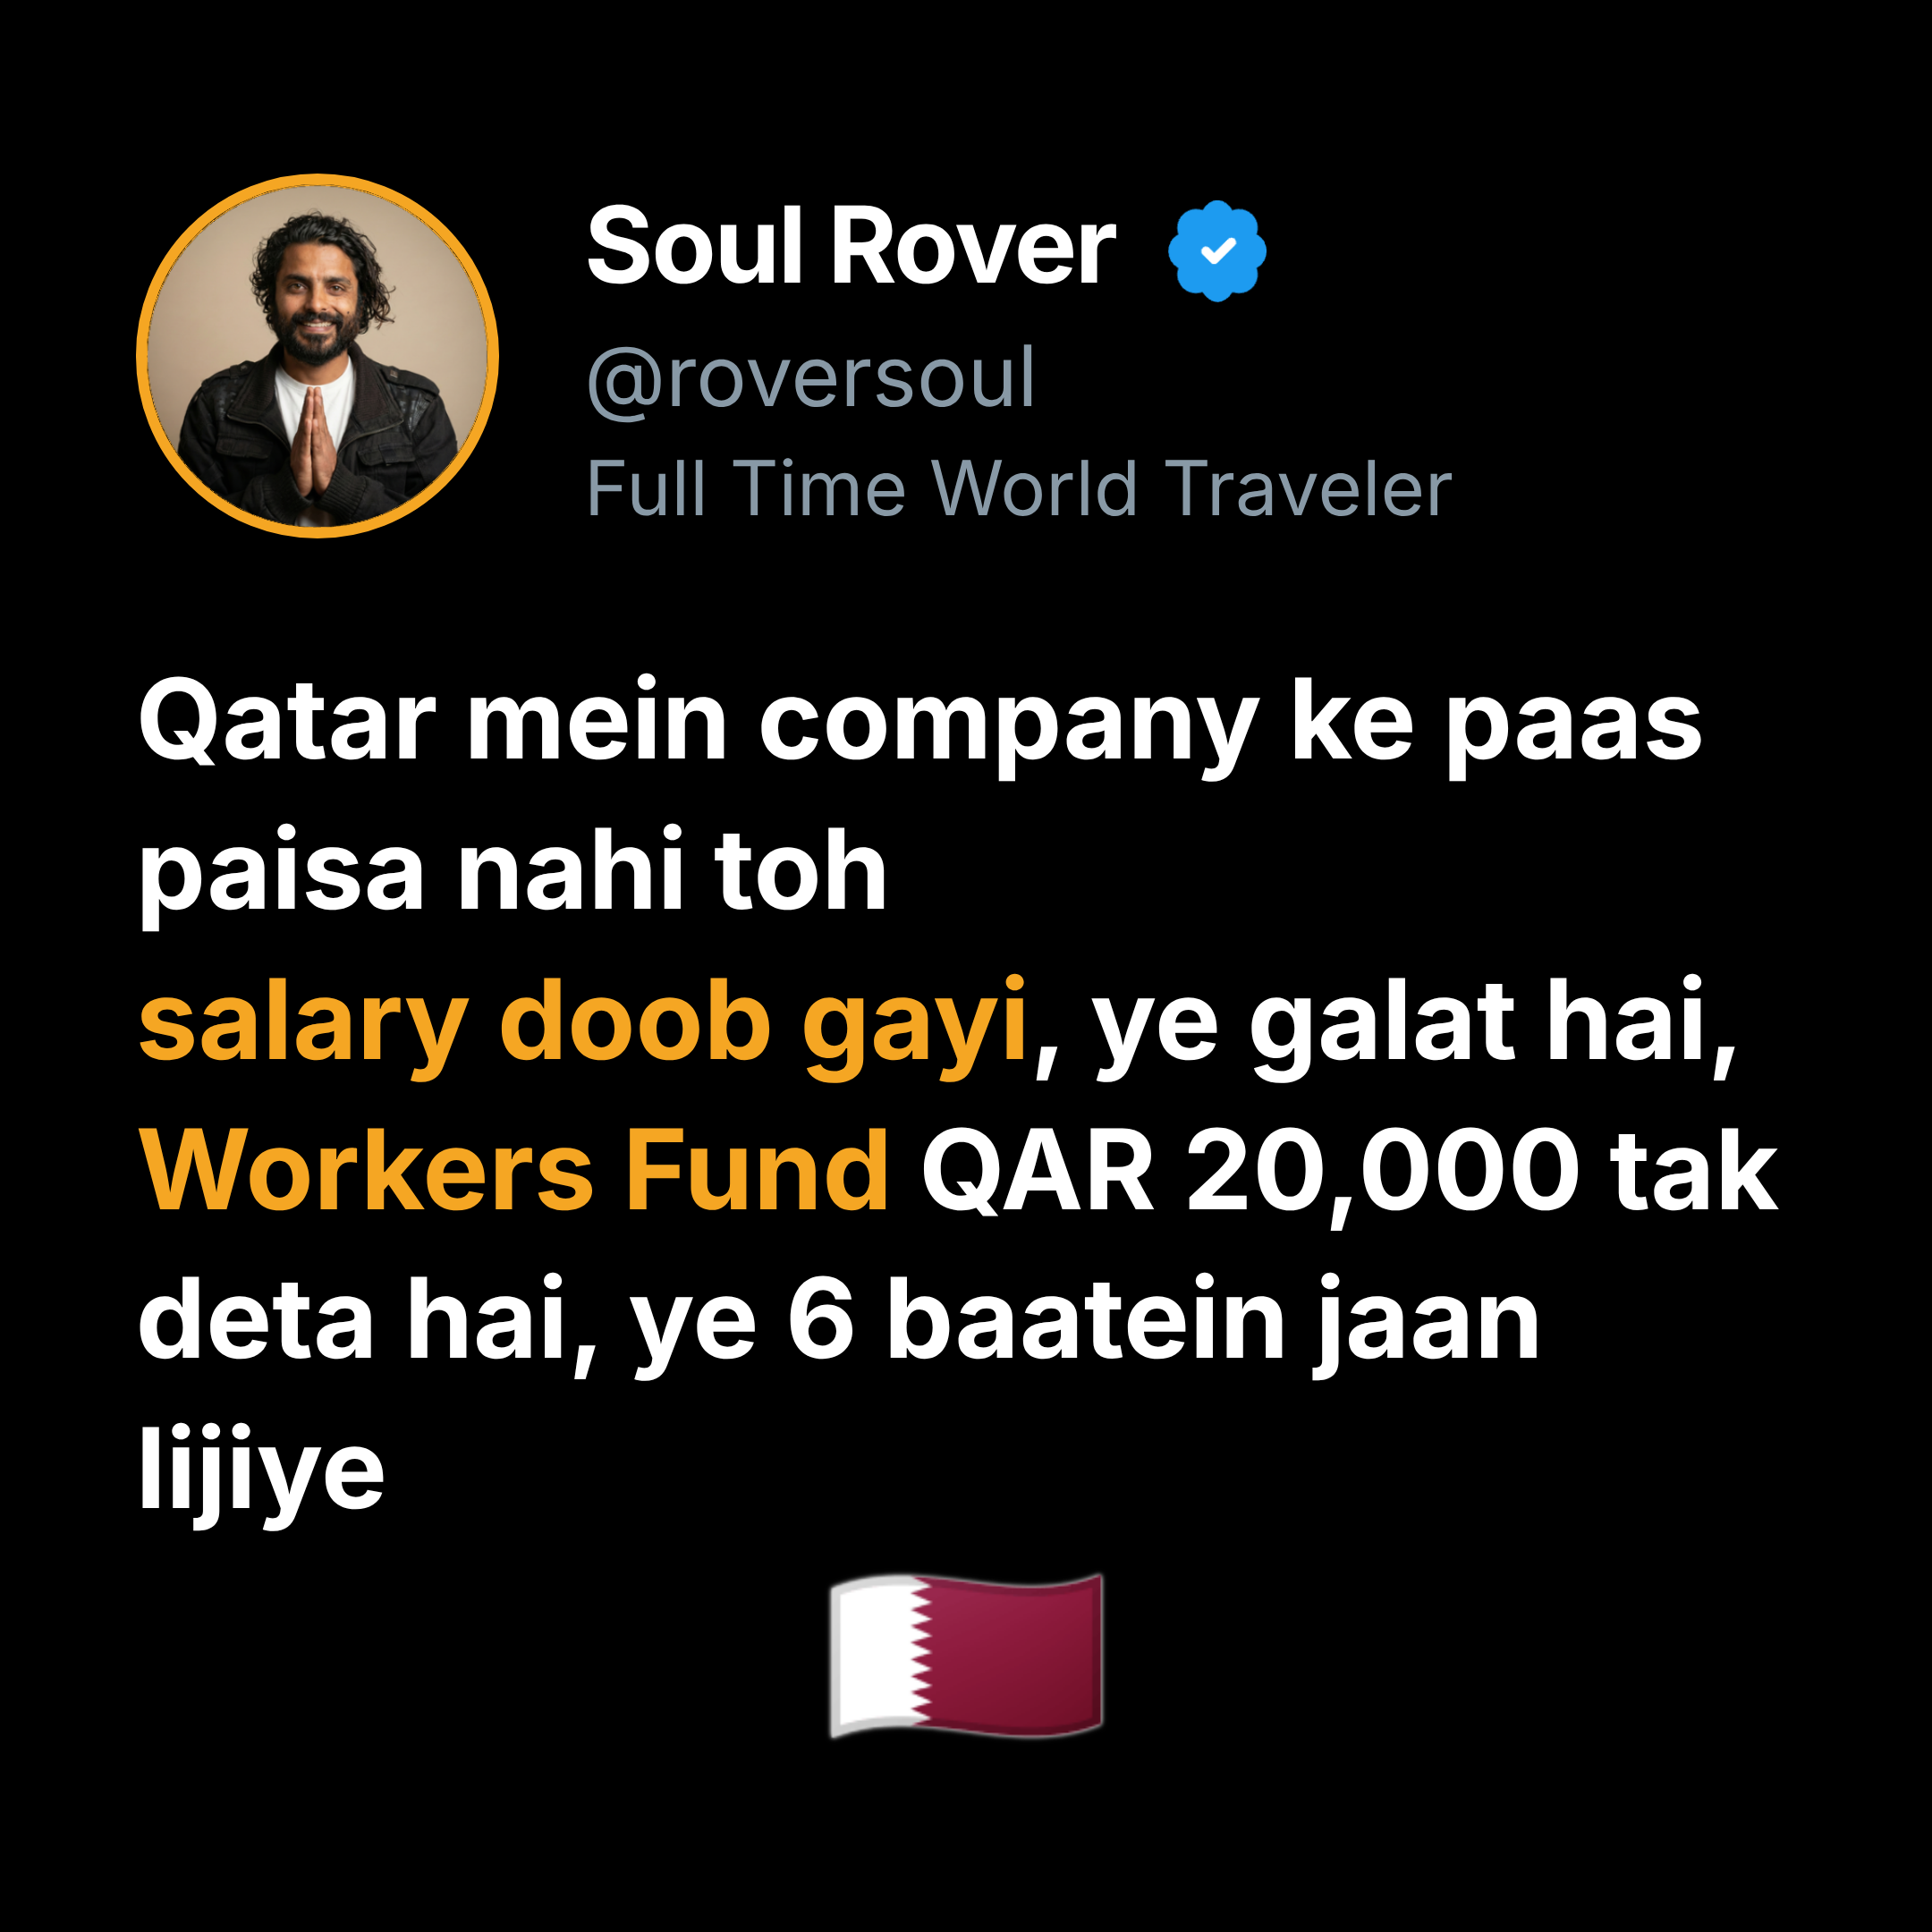 Soul Rover
@roversoul
Full Time World Traveler
Qatar mein company ke paas
paisa nahi toh
salary doob gayi, ye galat hai,
Workers Fund QAR 20,000 tak
deta hai, ye 6 baatein jaan
lijiye